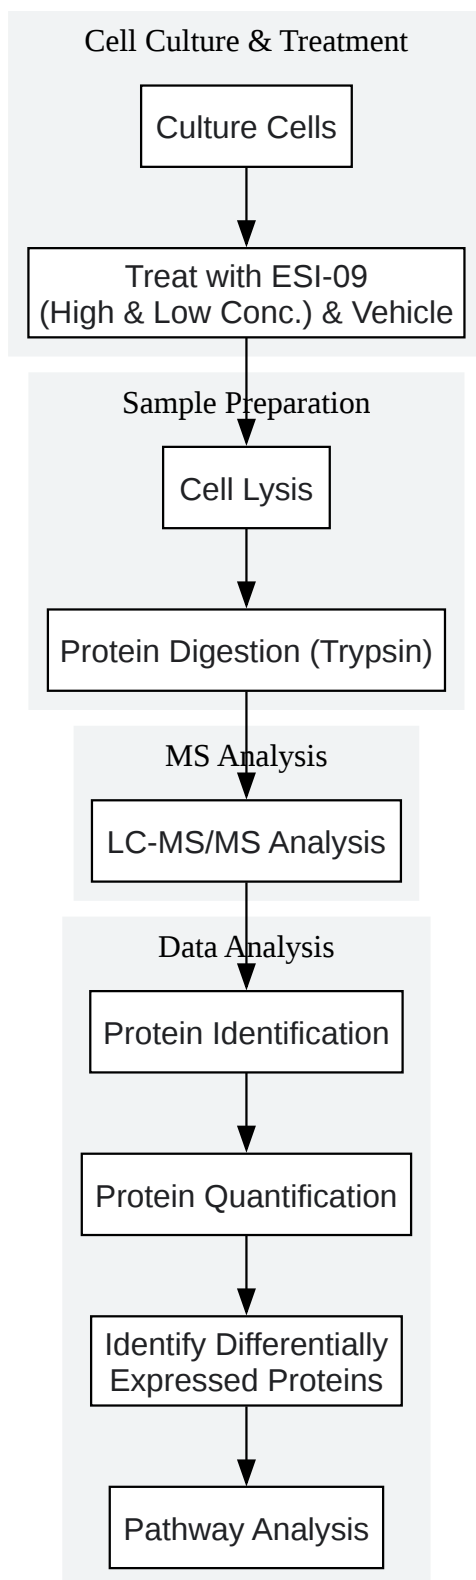 Cell Culture & Treatment
Culture Cells
Treat with ESI-09
(High & Low Conc.) & Vehicle
Sample Preparation
Cell Lysis
Protein Digestion (Trypsin)
MS Analysis
LC-MS/MS Analysis
Data Analysis
Protein Identification
Protein Quantification
Identify Differentially
Expressed Proteins
Pathway Analysis